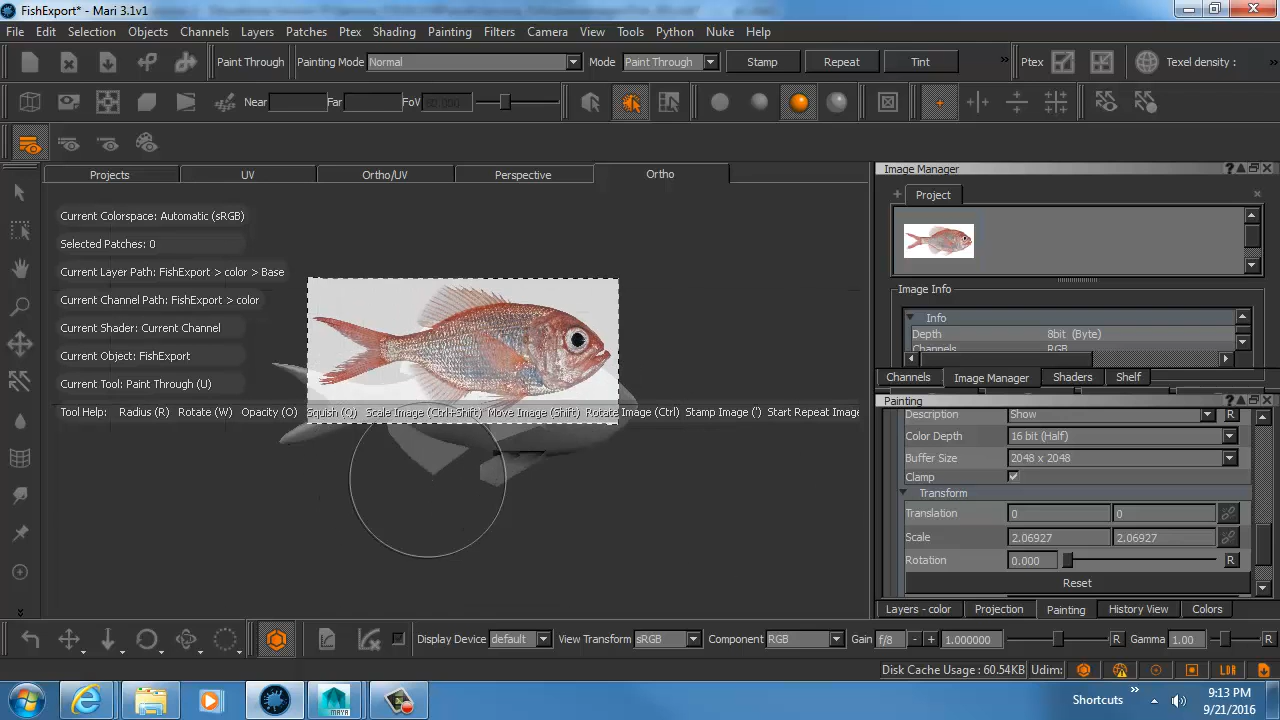 FishExport* - Mari 3.1v1
File Edit Selection Objects Channels Layers Patches Ptex Shading Painting Filters Camera View Tools Python Nuke Help
Paint Through Painting Mode Normal Mode Paint Through Stamp Repeat Tint » Ptex Texel density : »
Near Far FoV
Projects UV Ortho/UV Perspective Ortho
Image Manager
+ Project
Current Colorspace: Automatic (sRGB)
Selected Patches: 0
Current Layer Path: FishExport > color > Base
Current Channel Path: FishExport > color
Current Shader: Current Channel
Current Object: FishExport
Current Tool: Paint Through (U)
Tool Help: Radius (R) Rotate (W) Opacity (O) Squish (Q) Scale Image (Ctrl+Shift) Move Image (Shift) Rotate Image (Ctrl) Stamp Image (') Start Repeat Image
Image Info
Info
Depth 8bit (Byte)
Channels RGB
Channels Image Manager Shaders Shelf
Painting
Description Show R
Color Depth 16 bit (Half)
Buffer Size 2048 x 2048
Clamp
Transform
Translation 0 0
Scale 2.06927 2.06927
Rotation 0.000 R
Reset
Layers - color Projection Painting History View Colors
Display Device default View Transform sRGB Component RGB Gain f/8 - + 1.000000 R Gamma 1.00 R
Disk Cache Usage : 60.54KB Udim: LDR
MAYA
Shortcuts »
9:13 PM
9/21/2016